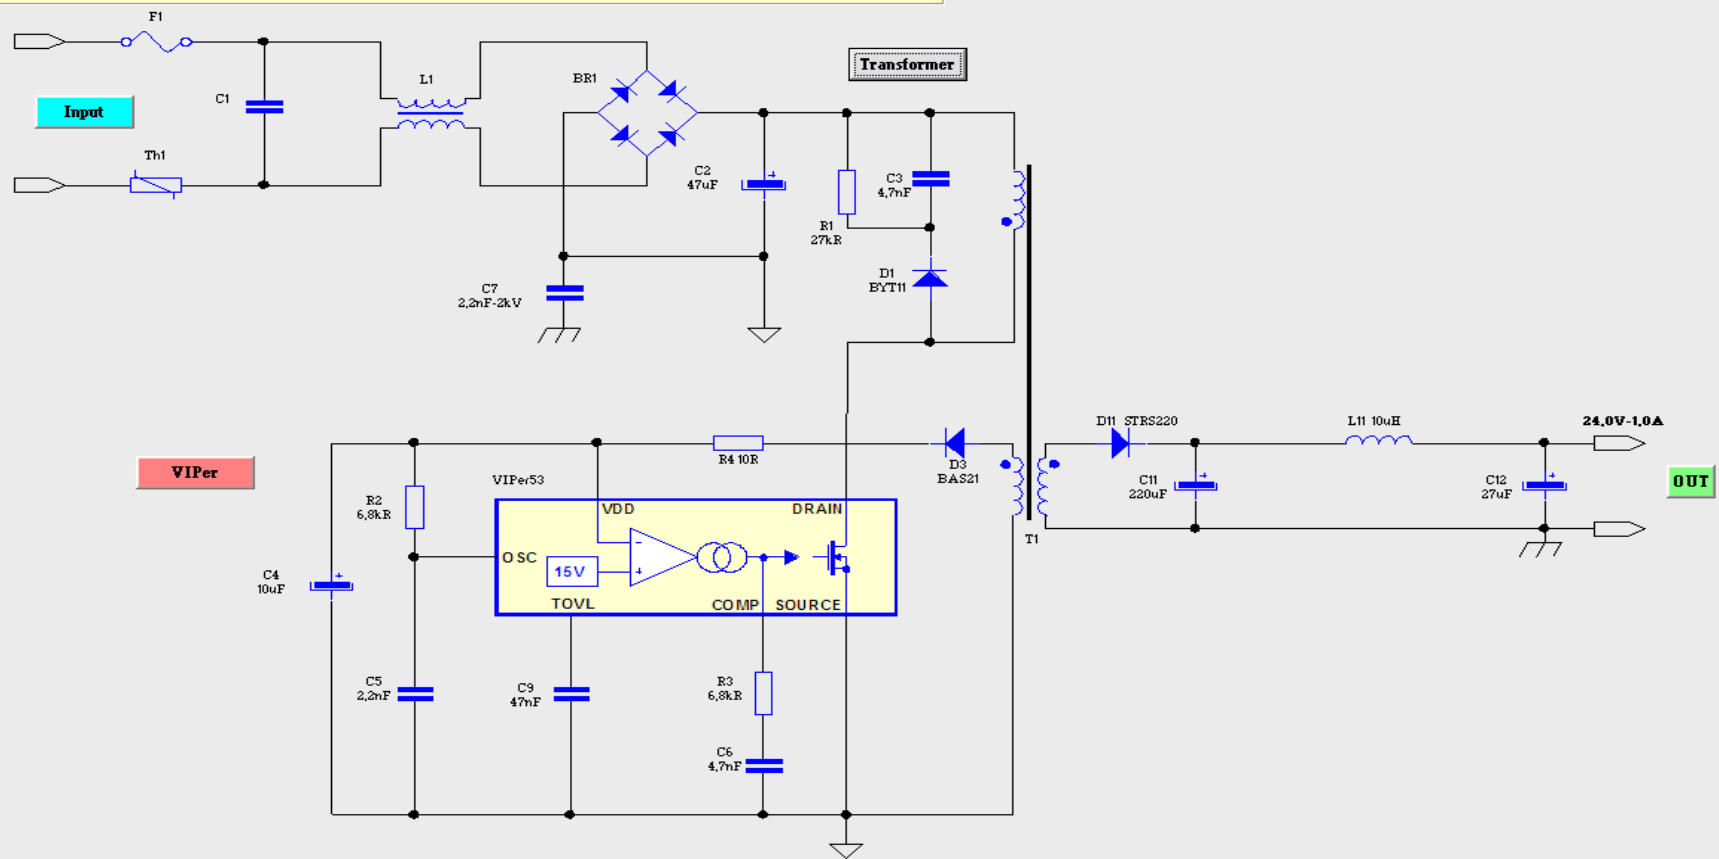 F1
Transformer
L1
BR1
C1
Input
Th1
C2
47uF
C3
4,7nF
R1
27kR
D1
BYT11
C7
2,2nF-2kV
D11 STRS220
L11 10uH
24,0V-1,0A
R4 10R
D3
BAS21
VIPer
VIPer53
C11
220uF
C12
27uF
OUT
R2
6,8kR
VDD
DRAIN
T1
OSC
15V
-
+
C4
10uF
TOVL
COMP
SOURCE
C5
2,2nF
C9
47nF
R3
6,8kR
C6
4,7nF